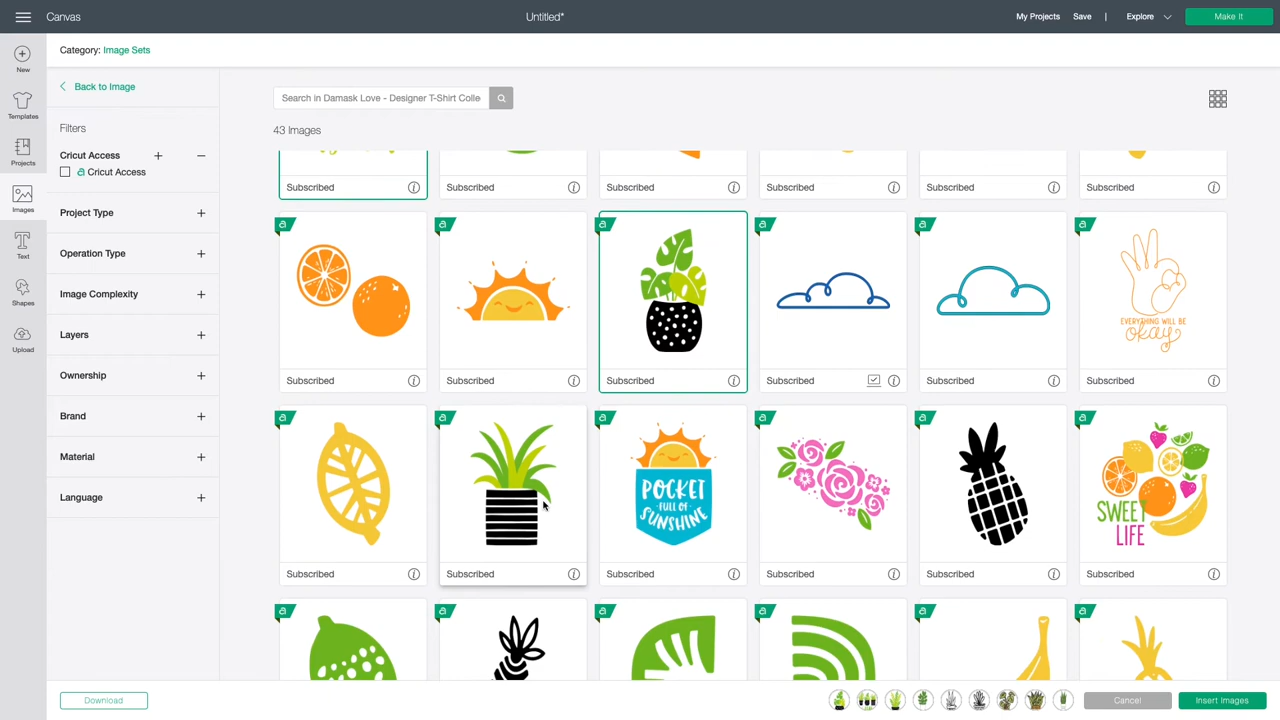 Canvas
Untitled*
My Projects
Save
|
Explore
Make It
Category: Image Sets
New
Templates
Projects
Images
Text
Shapes
Upload
Back to Image
Filters
Cricut Access
Cricut Access
Project Type
Operation Type
Image Complexity
Layers
Ownership
Brand
Material
Language
Search in Damask Love - Designer T-Shirt Colle
43 Images
Subscribed
Subscribed
Subscribed
Subscribed
Subscribed
Subscribed
EVERYTHING WILL BE
okay
Subscribed
Subscribed
Subscribed
Subscribed
Subscribed
Subscribed
POCKET
FULL OF
SUNSHINE
SWEET
LIFE
Subscribed
Subscribed
Subscribed
Subscribed
Subscribed
Subscribed
Download
Cancel
Insert Images